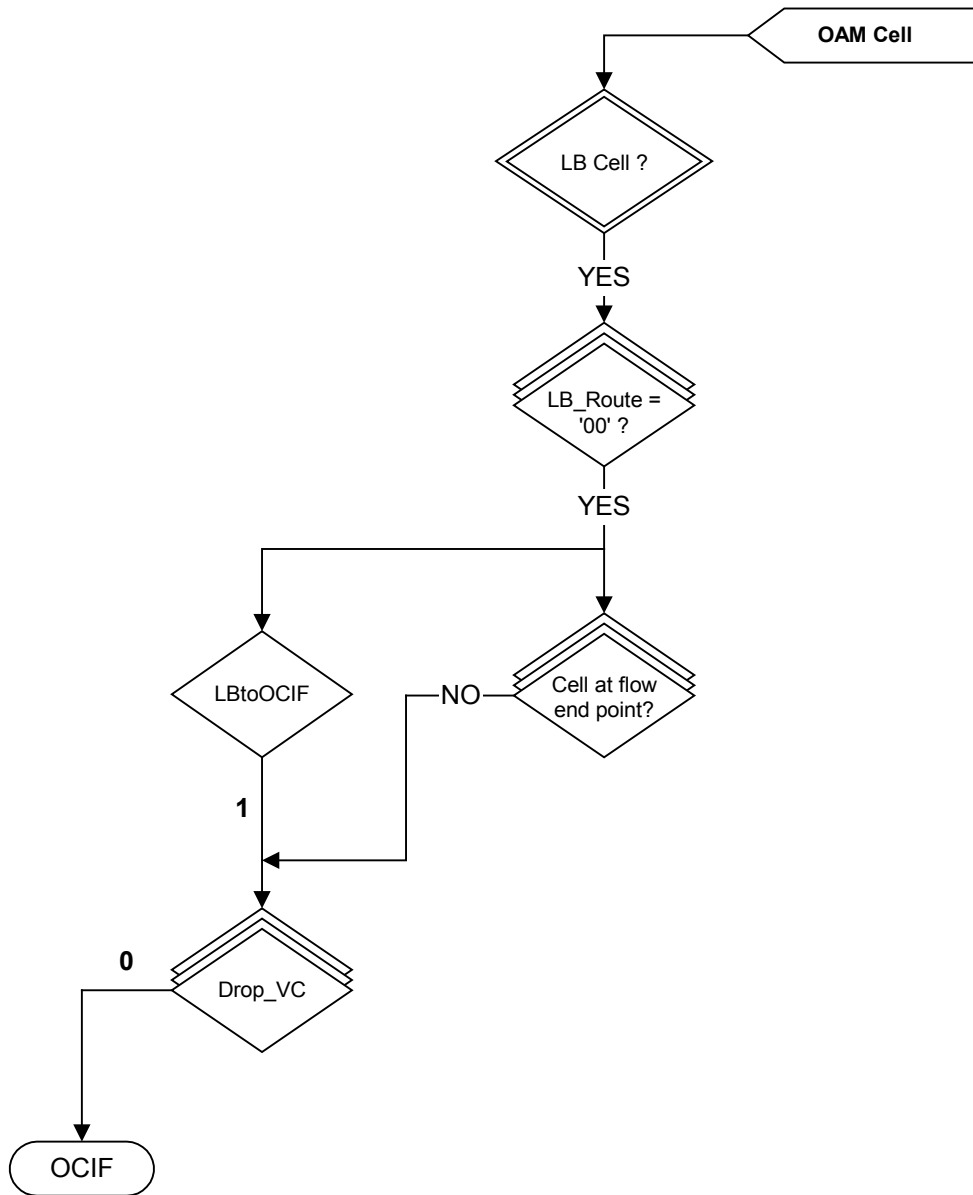 OAM Cell
LB Cell ?
YES
LB_Route =
'00' ?
YES
LBtoOCIF
NO
Cell at flow
end point?
1
0
Drop_VC
OCIF